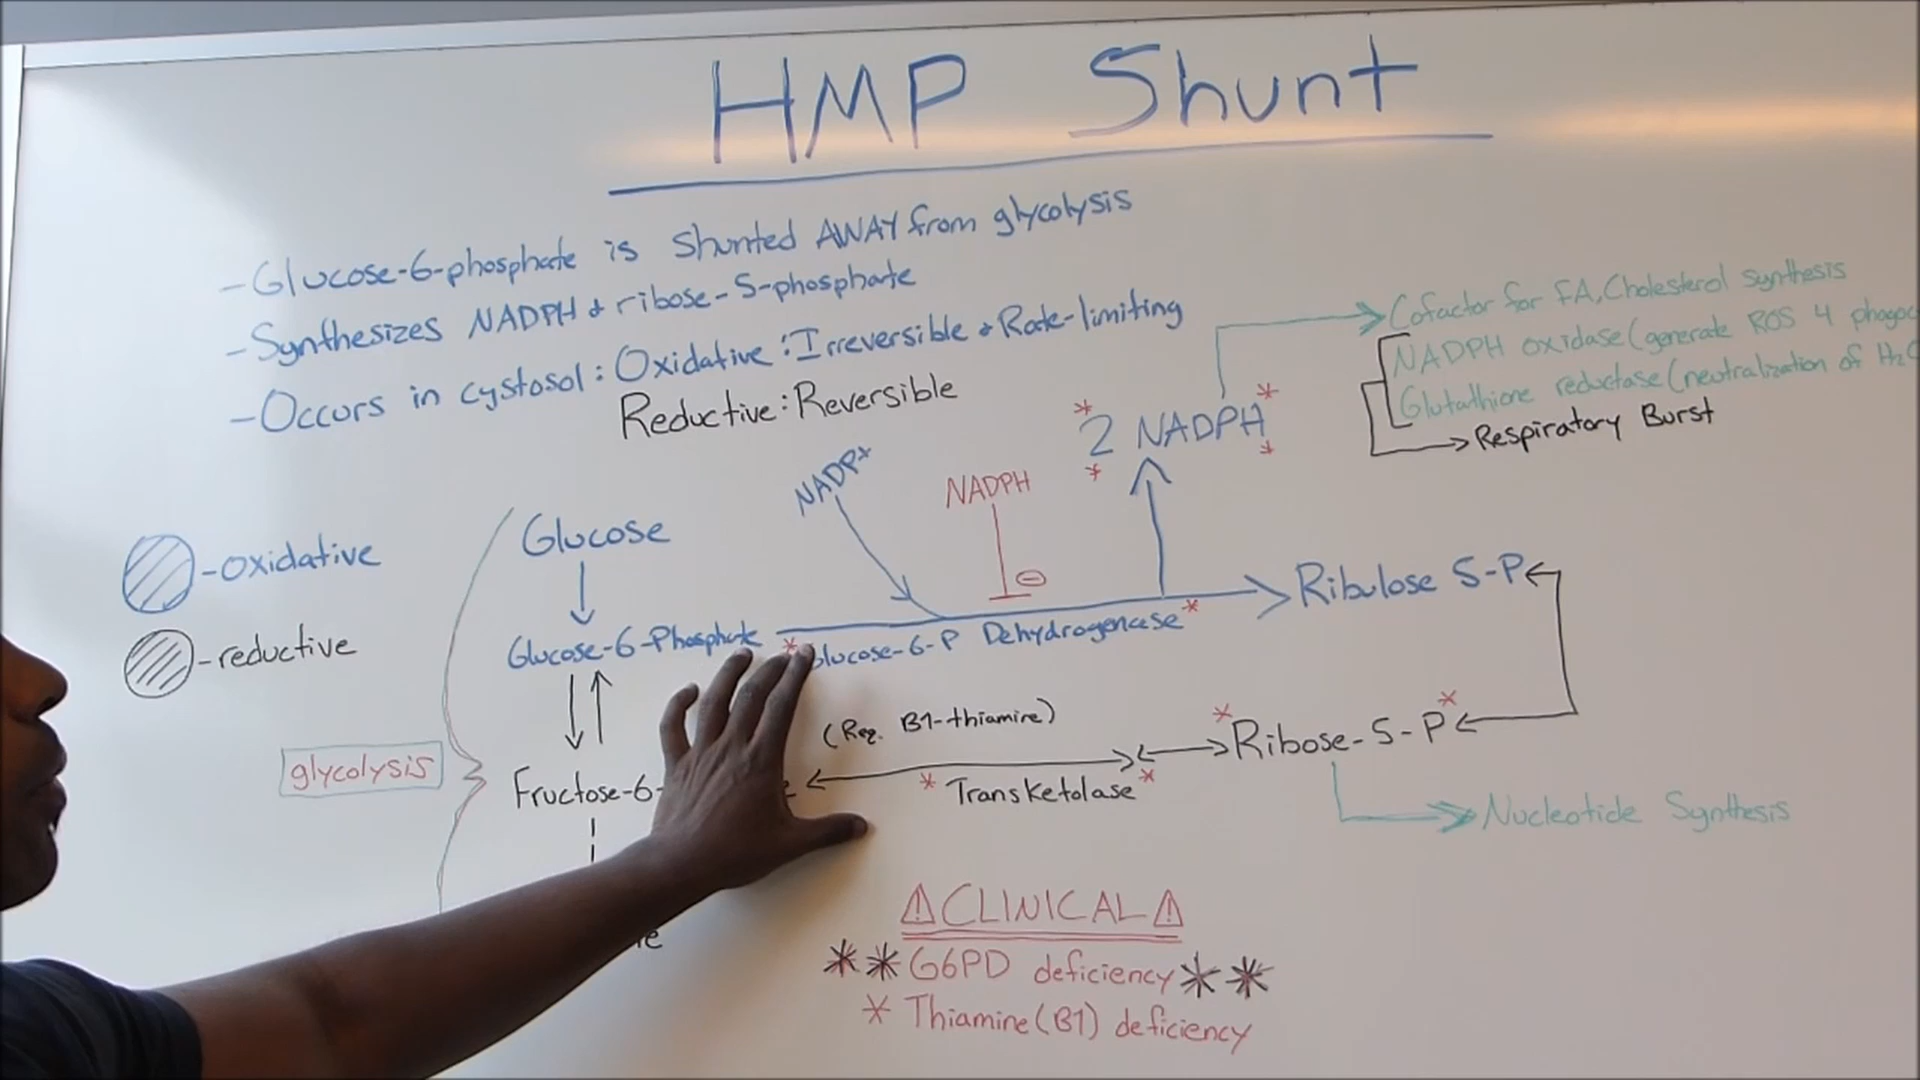 HMP Shunt
-Glucose-6-phosphate is shunted AWAY from glycolysis
-Synthesizes NADPH & ribose-5-phosphate
-Occurs in cystosol: Oxidative: Irreversible & Rate-limiting
Reductive: Reversible
Cofactor for FA, Cholesterol synthesis
NADPH oxidase (generate ROS 4
Glutathione reductase (neutralization of
Respiratory Burst
NADP+
NADPH
2 NADPH
-oxidative
-reductive
Glucose
Glucose-6-Phosphate
Glucose-6-P Dehydrogenase
Ribulose 5-P
glycolysis
(Req. B1-thiamire)
Fructose-6-
Transketolase
Ribose-5-P
Nucleotide Synthesis
⚠CLINICAL⚠
**G6PD deficiency**
*Thiamine (B1) deficiency